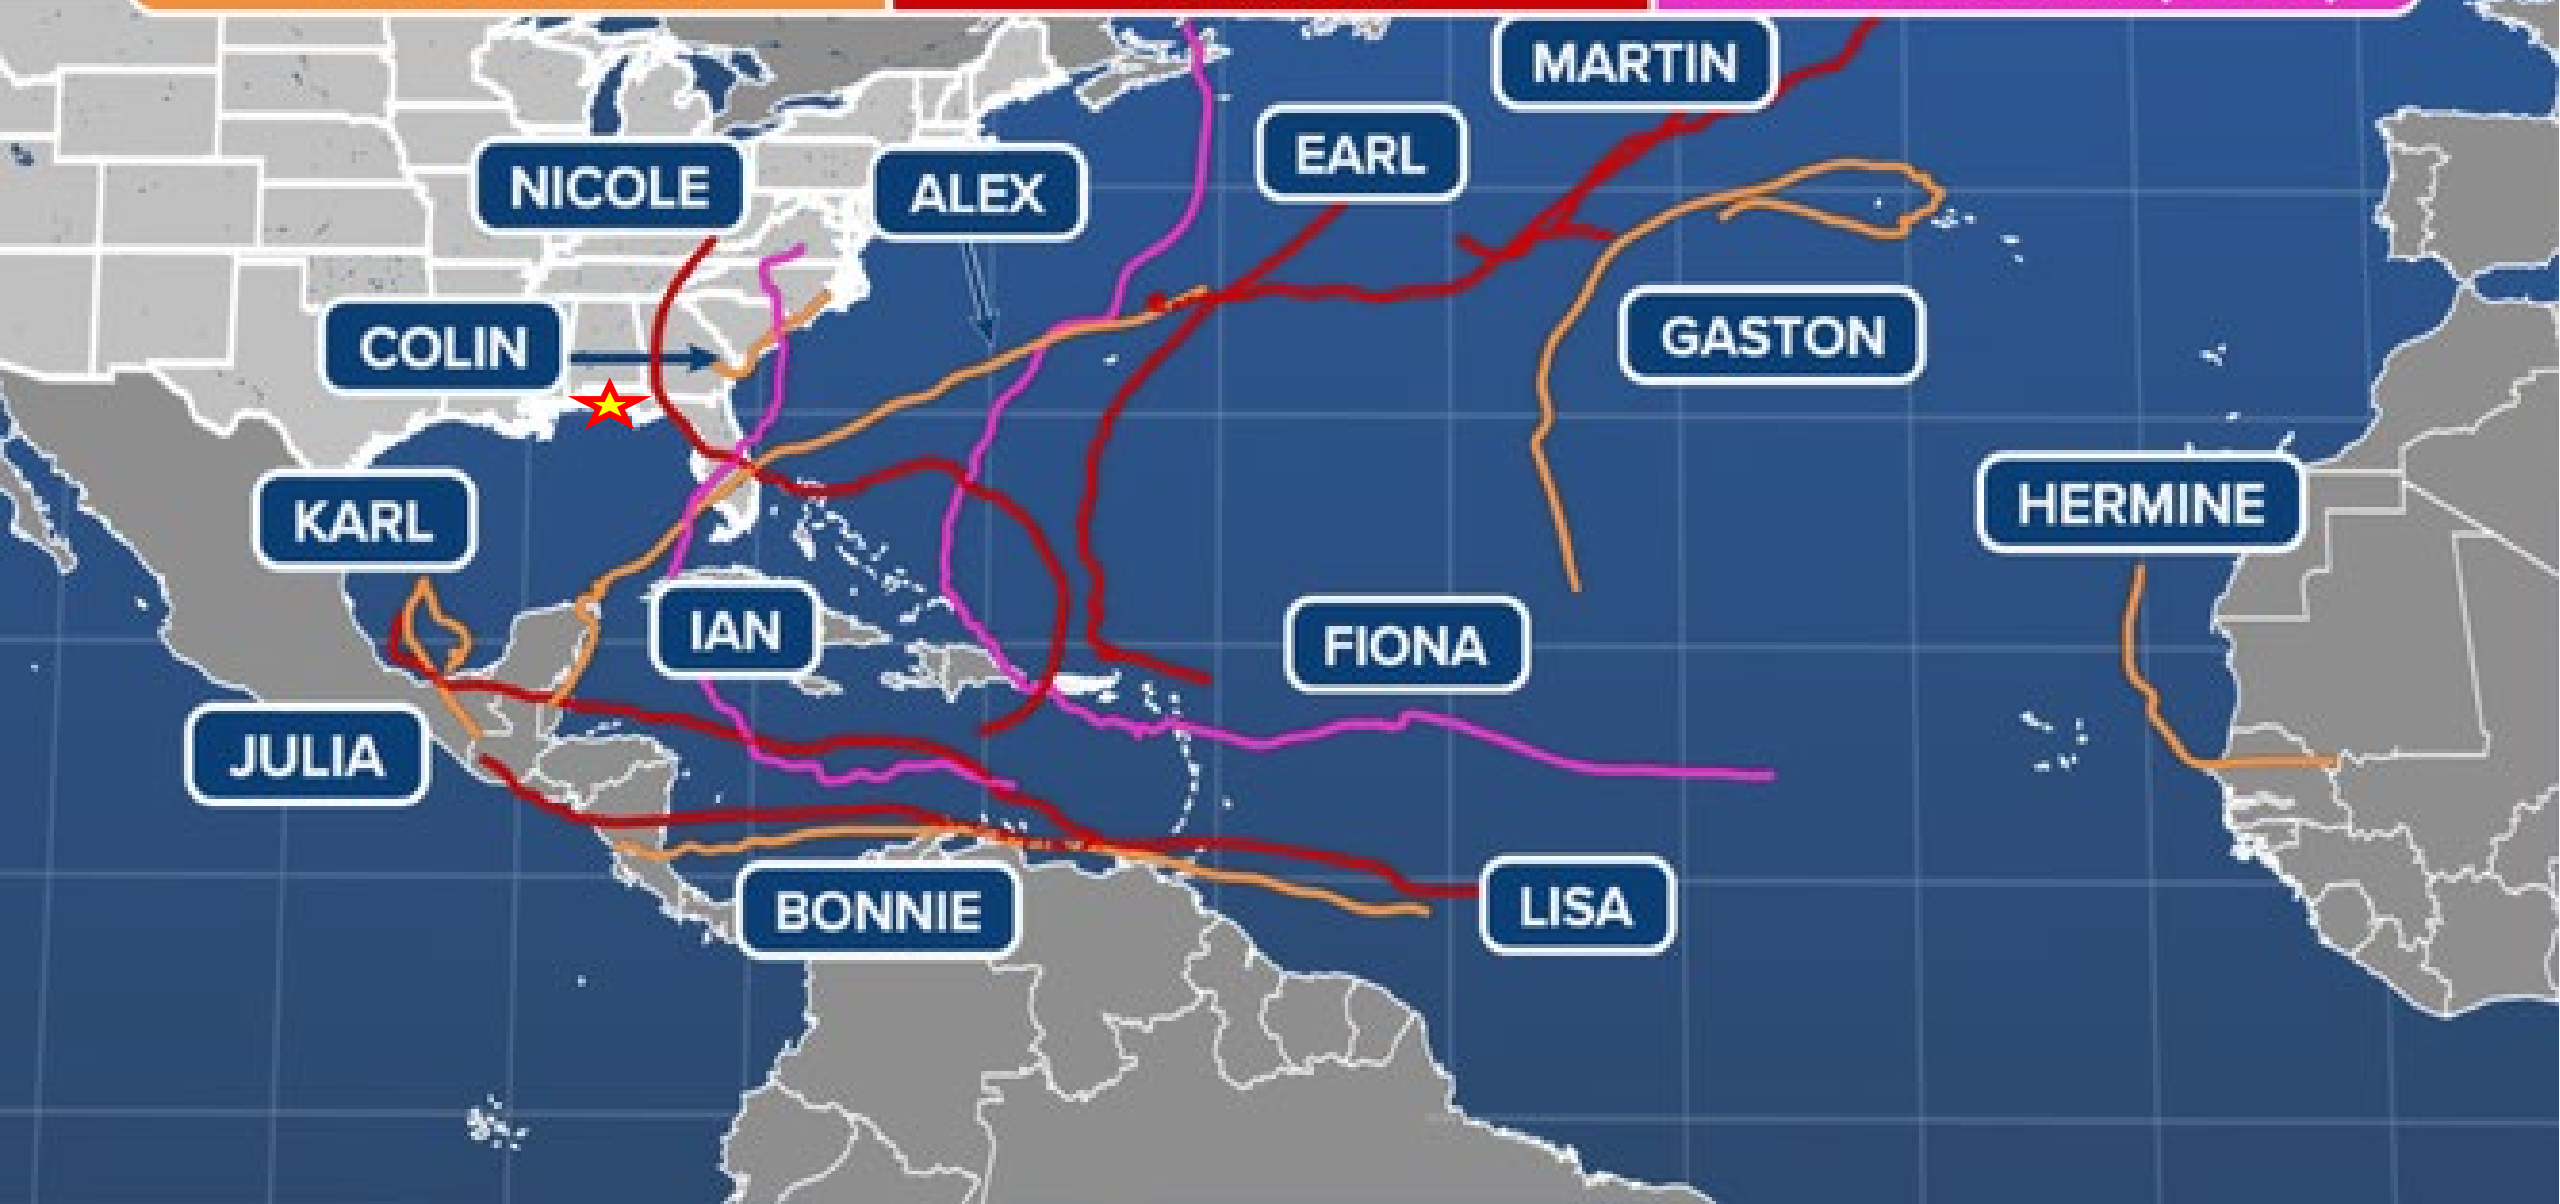 MARTIN
EARL
NICOLE
ALEX
COLIN
GASTON
KARL
HERMINE
IAN
FIONA
JULIA
BONNIE
LISA